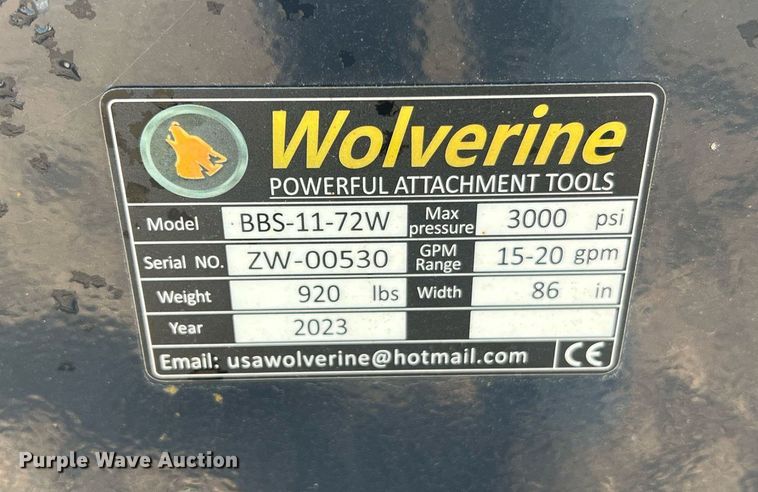 Wolverine
POWERFUL ATTACHMENT TOOLS
Model BBS-11-72W Max pressure 3000 psi
Serial NO. ZW-00530 GPM Range 15-20 gpm
Weight 920 lbs Width 86 in
Year 2023
Email: usawolverine@hotmail.com CE
Purple Wave Auction